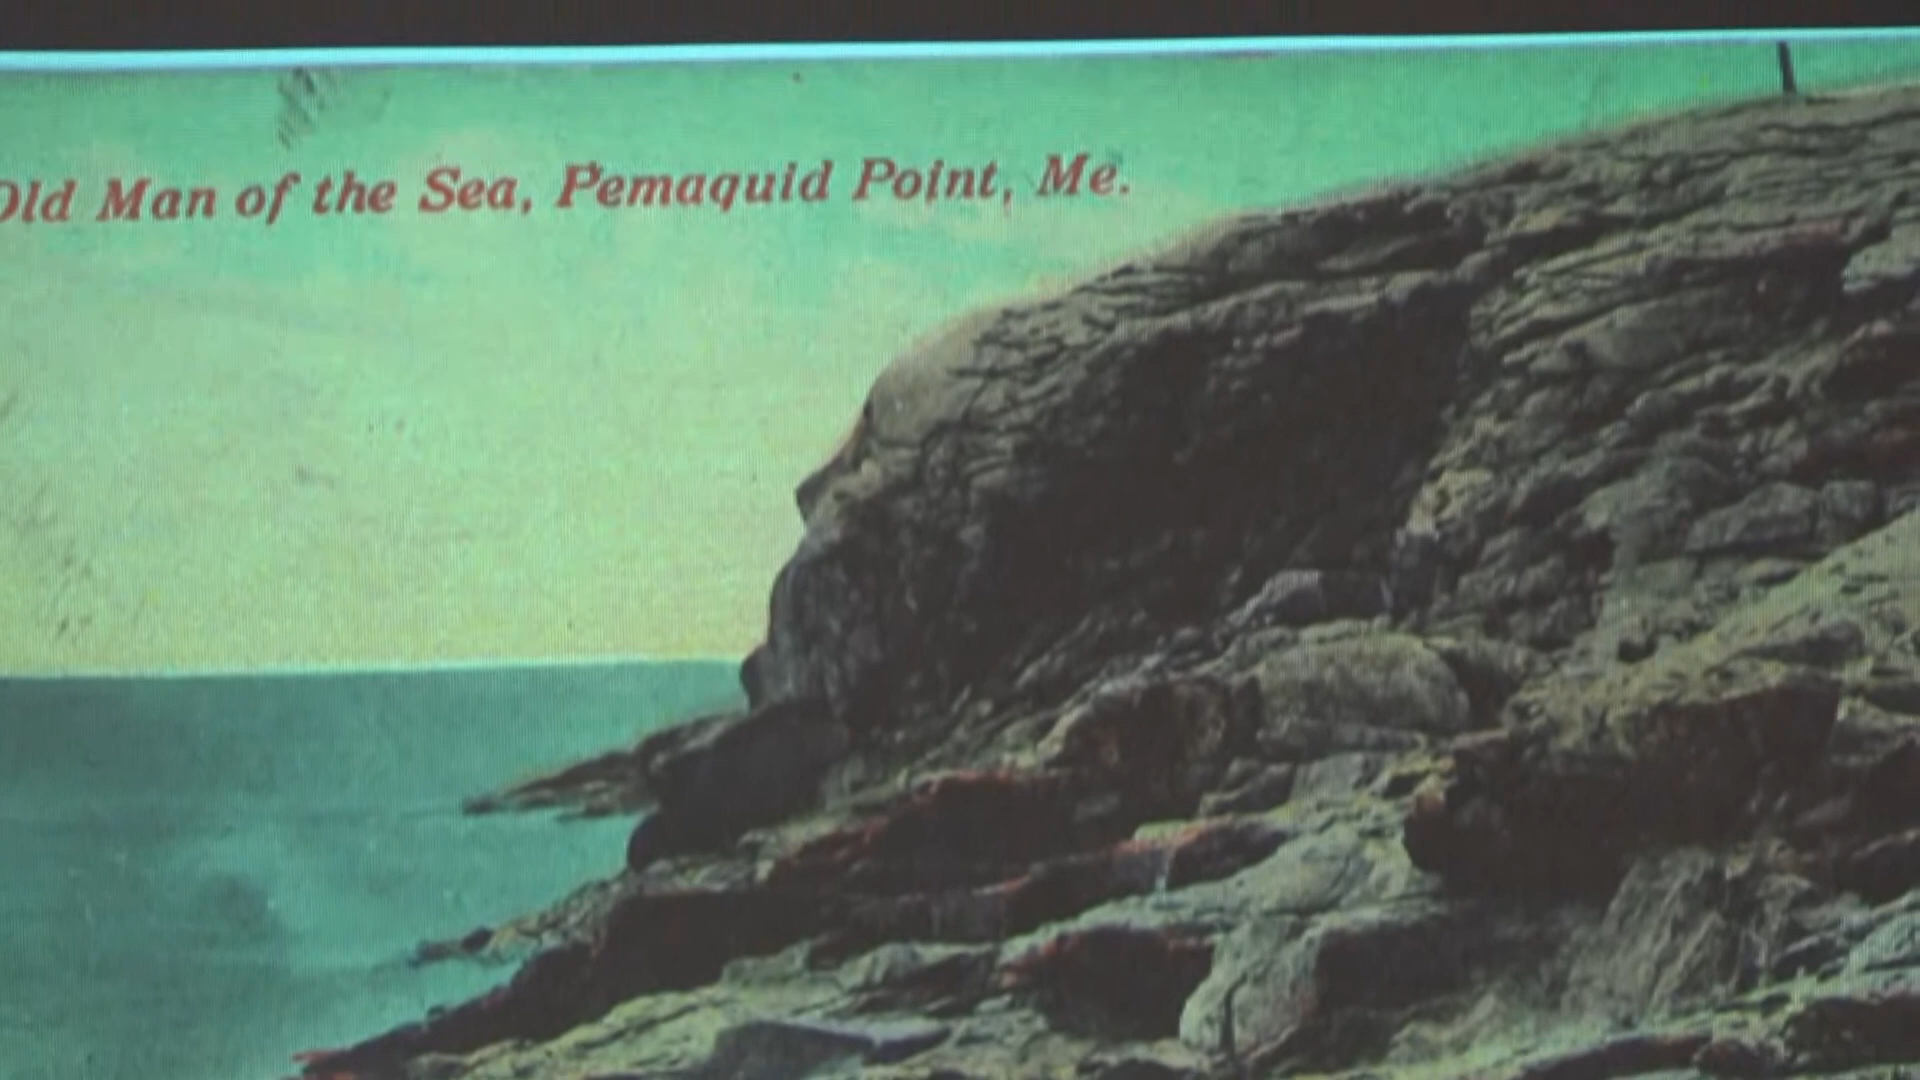 Old Man of the Sea, Pemaquid Point, Me.